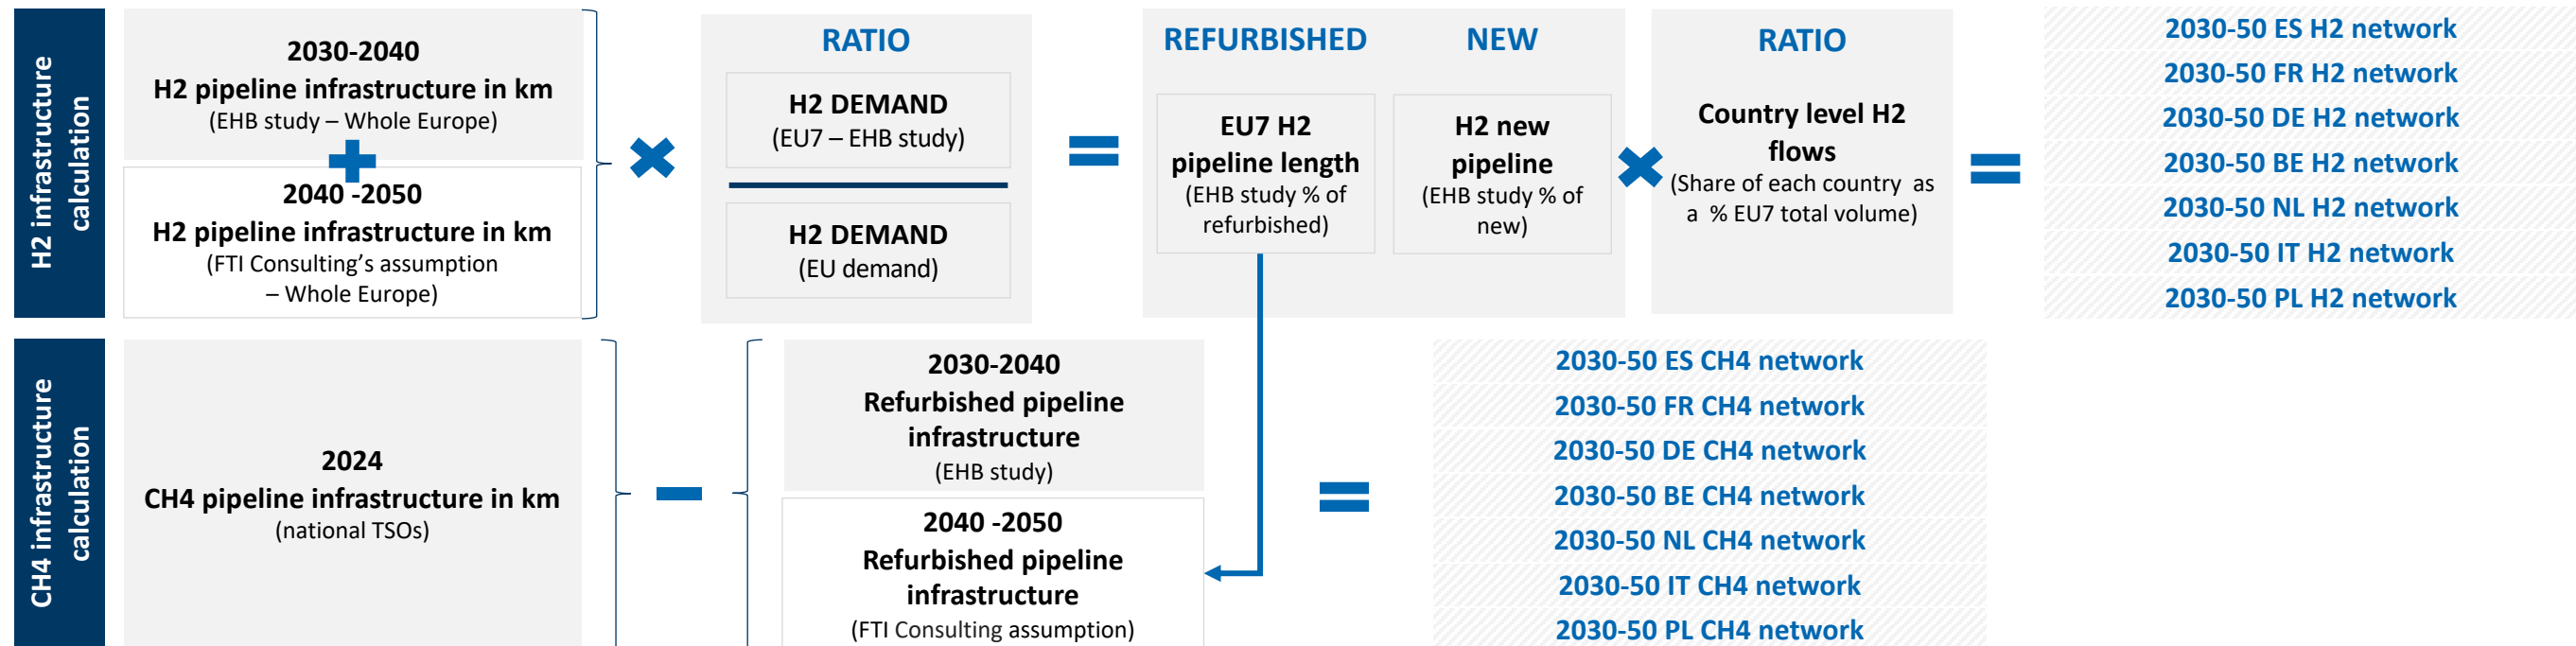 H2 infrastructure
calculation
2030-2040
H2 pipeline infrastructure in km
(EHB study – Whole Europe)
2040 -2050
H2 pipeline infrastructure in km
(FTI Consulting’s assumption
– Whole Europe)
RATIO
H2 DEMAND
(EU7 – EHB study)
H2 DEMAND
(EU demand)
REFURBISHED
EU7 H2
pipeline length
(EHB study % of
refurbished)
NEW
H2 new
pipeline
(EHB study % of
new)
RATIO
Country level H2
flows
(Share of each country as
a % EU7 total volume)
2030-50 ES H2 network
2030-50 FR H2 network
2030-50 DE H2 network
2030-50 BE H2 network
2030-50 NL H2 network
2030-50 IT H2 network
2030-50 PL H2 network
CH4 infrastructure
calculation
2024
CH4 pipeline infrastructure in km
(national TSOs)
2030-2040
Refurbished pipeline
infrastructure
(EHB study)
2040 -2050
Refurbished pipeline
infrastructure
(FTI Consulting assumption)
2030-50 ES CH4 network
2030-50 FR CH4 network
2030-50 DE CH4 network
2030-50 BE CH4 network
2030-50 NL CH4 network
2030-50 IT CH4 network
2030-50 PL CH4 network